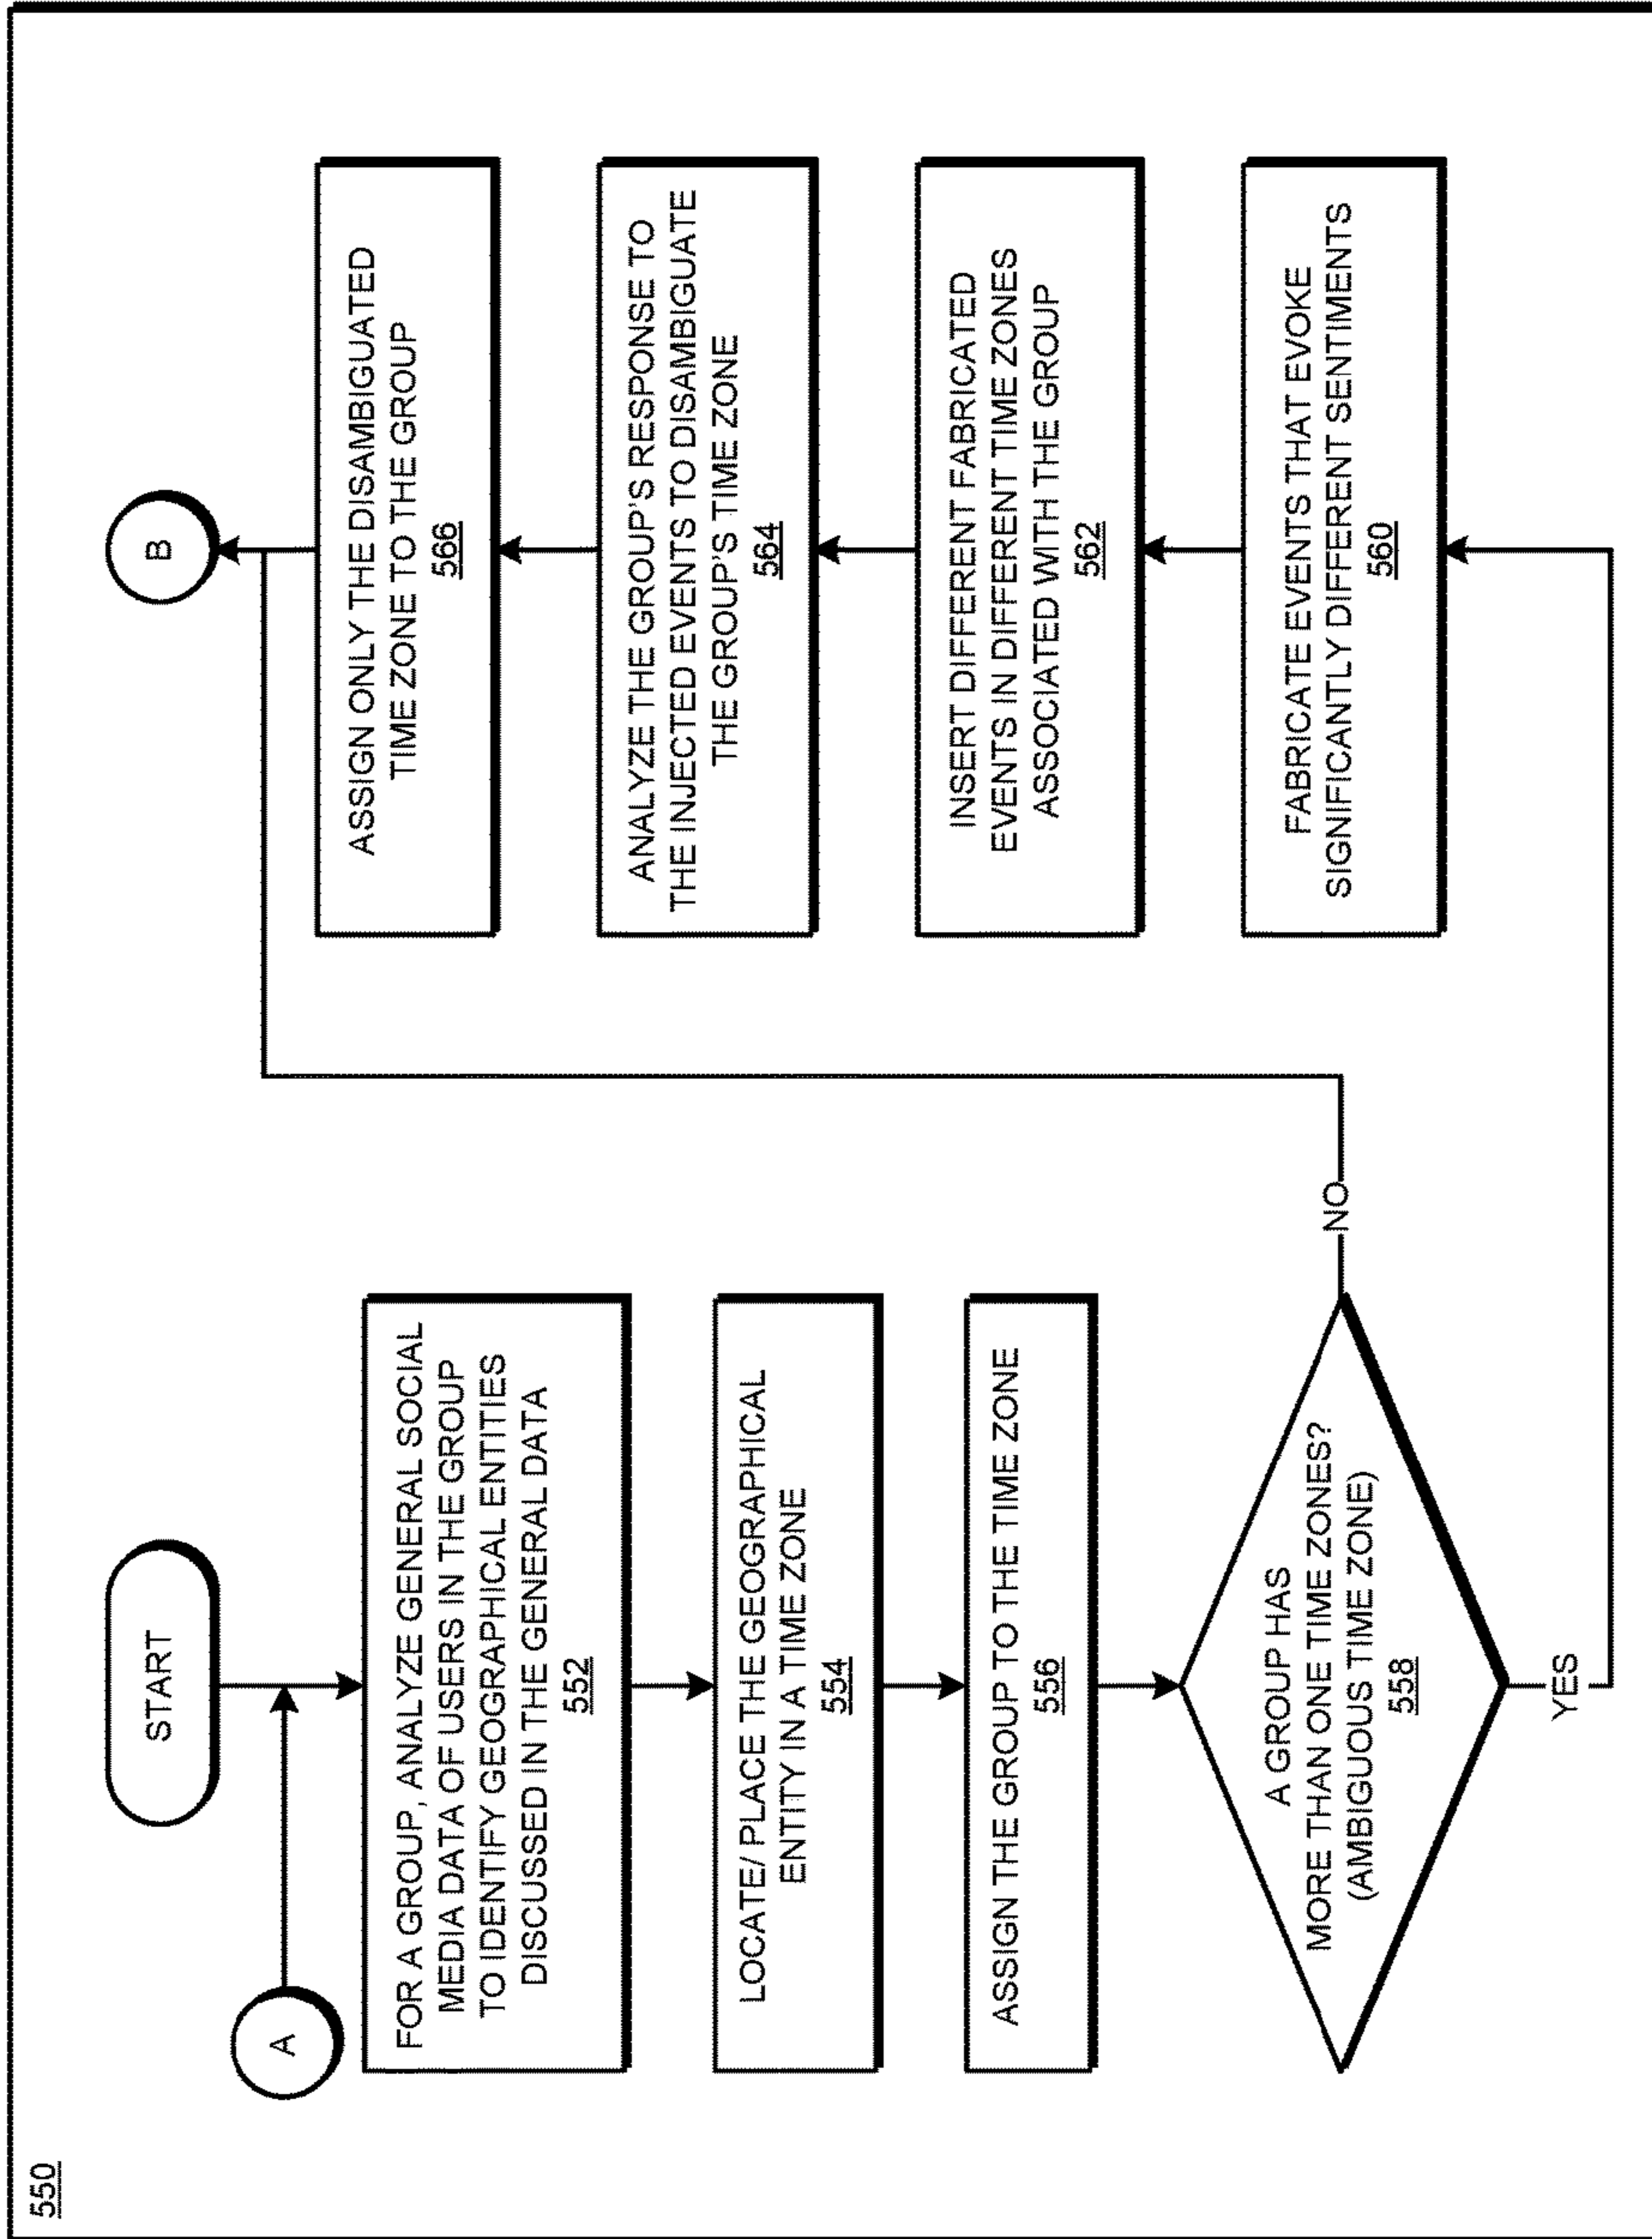 550
START
A
FOR A GROUP, ANALYZE GENERAL SOCIAL
MEDIA DATA OF USERS IN THE GROUP
TO IDENTIFY GEOGRAPHICAL ENTITIES
DISCUSSED IN THE GENERAL DATA
552
LOCATE/ PLACE THE GEOGRAPHICAL
ENTITY IN A TIME ZONE
554
ASSIGN THE GROUP TO THE TIME ZONE
556
A GROUP HAS
MORE THAN ONE TIME ZONES?
(AMBIGUOUS TIME ZONE)
558
NO
YES
B
ASSIGN ONLY THE DISAMBIGUATED
TIME ZONE TO THE GROUP
566
ANALYZE THE GROUP'S RESPONSE TO
THE INJECTED EVENTS TO DISAMBIGUATE
THE GROUP'S TIME ZONE
564
INSERT DIFFERENT FABRICATED
EVENTS IN DIFFERENT TIME ZONES
ASSOCIATED WITH THE GROUP
562
FABRICATE EVENTS THAT EVOKE
SIGNIFICANTLY DIFFERENT SENTIMENTS
560